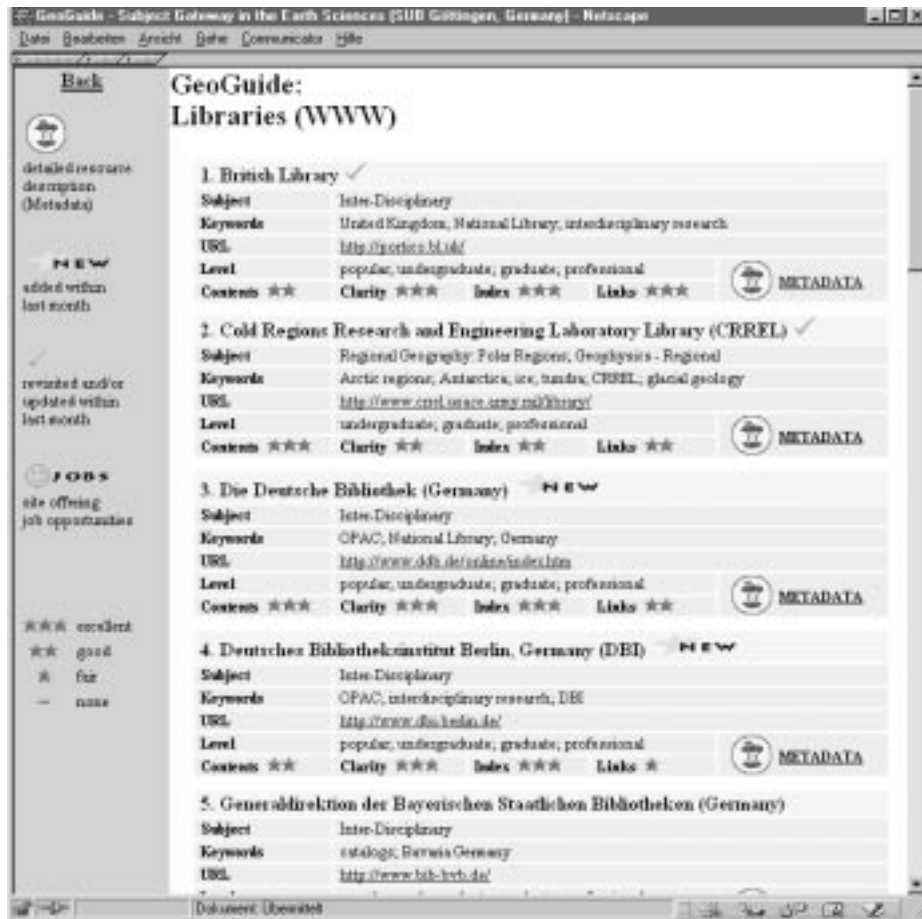 GeoGuide - Subject Gateway in the Earth Sciences (SUB Göttingen, Germany) - Netscape
Datei Bearbeiten Ansicht Gehe Communicator Hilfe
Back
detailed resource
description
(Metadata)
NEW
added within
last month
revisited and/or
updated within
last month
JOBS
site offering
job opportunities
excellent
good
fair
— none
GeoGuide:
Libraries (WWW)
1. British Library
Subject Inter-Disciplinary
Keywords United Kingdom, National Library, interdisciplinary research
URL http://portico.bl.uk/
Level popular, undergraduate; graduate; professional
Contents Clarity Index Links METADATA
2. Cold Regions Research and Engineering Laboratory Library (CRREL)
Subject Regional Geography: Polar Regions; Geophysics - Regional
Keywords Arctic regions; Antarctica; ice; tundra; CRREL; glacial geology
URL http://www.crrel.usace.army.mil/library/
Level undergraduate; graduate; professional
Contents Clarity Index Links METADATA
3. Die Deutsche Bibliothek (Germany) NEW
Subject Inter-Disciplinary
Keywords OPAC; National Library; Germany
URL http://www.ddb.de/online/index.htm
Level popular, undergraduate; graduate; professional
Contents Clarity Index Links METADATA
4. Deutsches Bibliotheksinstitut Berlin, Germany (DBI) NEW
Subject Inter-Disciplinary
Keywords OPAC; interdisciplinary research; DBI
URL http://www.dbi-berlin.de/
Level popular, undergraduate; graduate; professional
Contents Clarity Index Links METADATA
5. Generaldirektion der Bayerischen Staatlichen Bibliotheken (Germany)
Subject Inter-Disciplinary
Keywords catalogs; Bavaria Germany
URL http://www.bib-bvb.de/
Dokument: Übermittelt